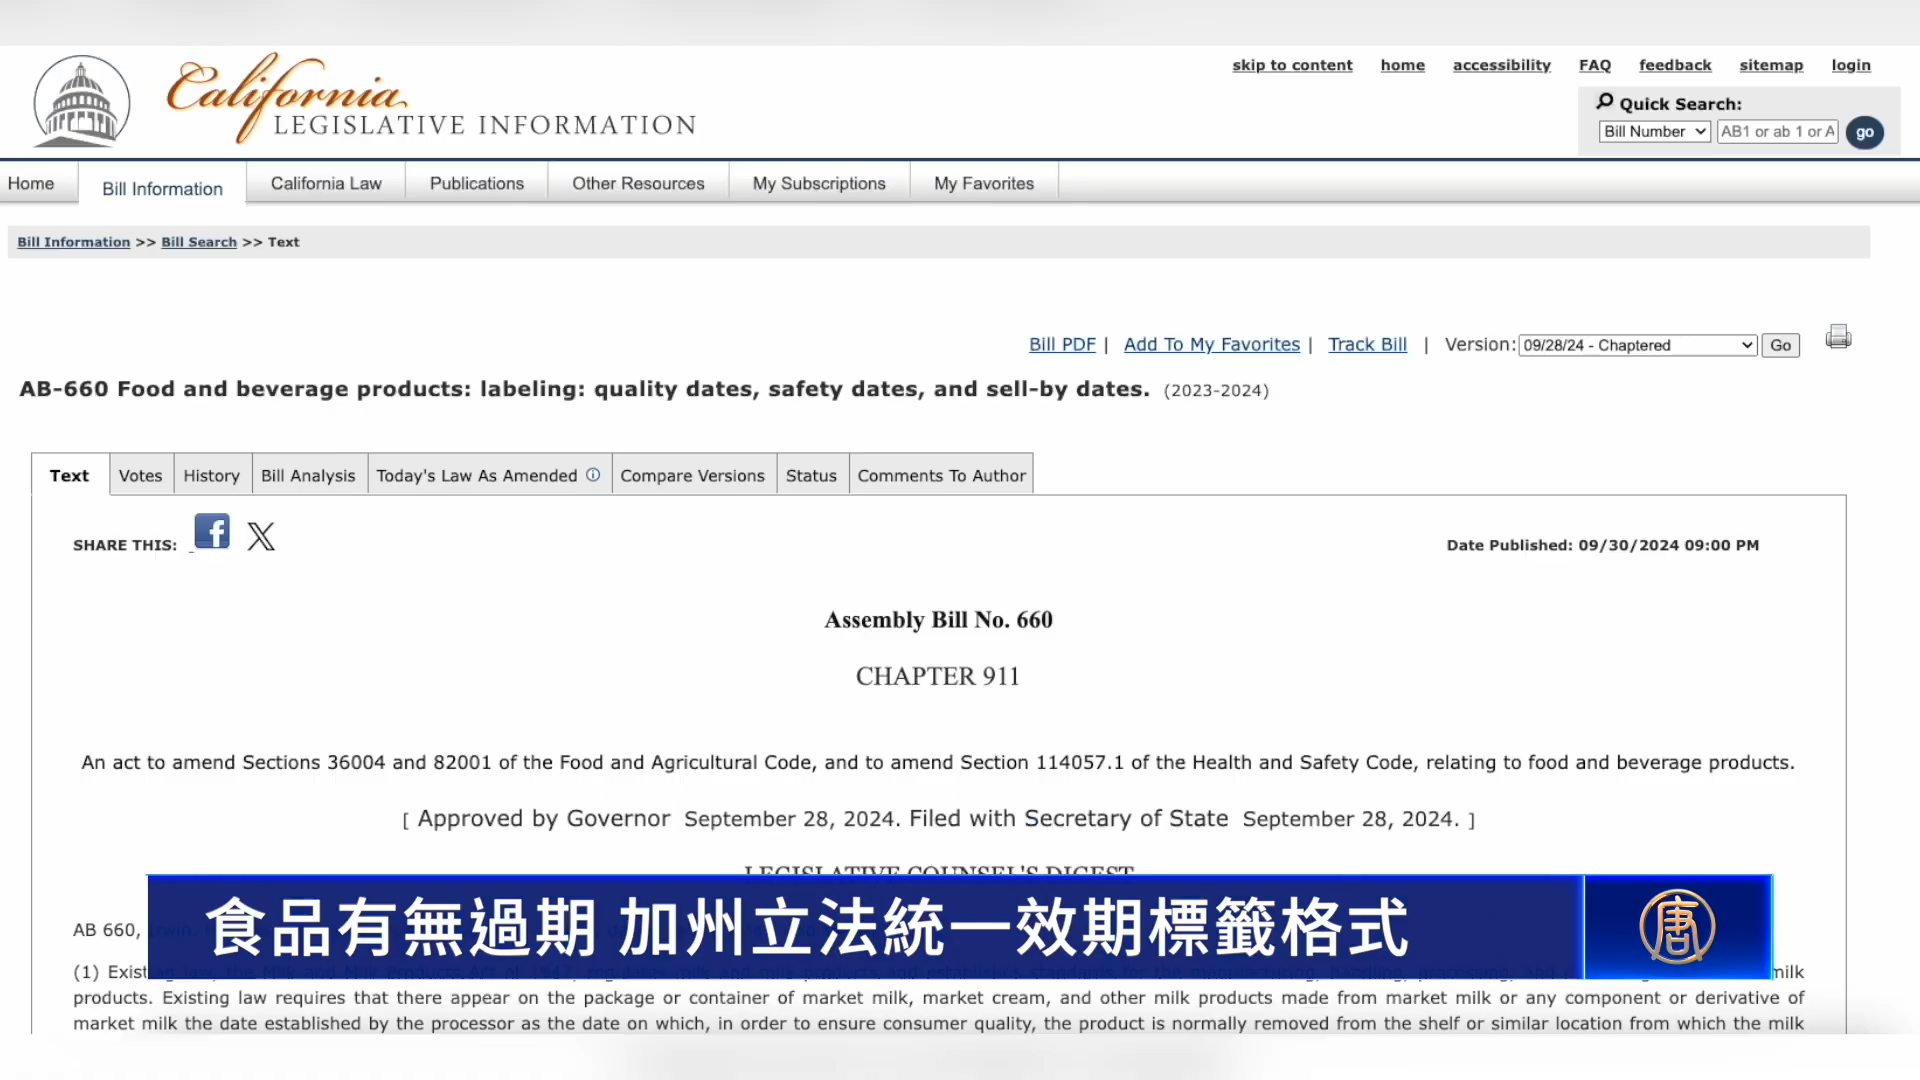 California
LEGISLATIVE INFORMATION
skip to content home accessibility FAQ feedback sitemap login
Quick Search:
Bill Number AB1 or ab 1 or A go
Home Bill Information California Law Publications Other Resources My Subscriptions My Favorites
Bill Information >> Bill Search >> Text
Bill PDF | Add To My Favorites | Track Bill | Version: 09/28/24 - Chaptered Go
AB-660 Food and beverage products: labeling: quality dates, safety dates, and sell-by dates. (2023-2024)
Text Votes History Bill Analysis Today's Law As Amended Compare Versions Status Comments To Author
SHARE THIS:
Date Published: 09/30/2024 09:00 PM
Assembly Bill No. 660
CHAPTER 911
An act to amend Sections 36004 and 82001 of the Food and Agricultural Code, and to amend Section 114057.1 of the Health and Safety Code, relating to food and beverage products.
[ Approved by Governor September 28, 2024. Filed with Secretary of State September 28, 2024. ]
LEGISLATIVE COUNSEL'S DIGEST
AB 660,
食品有無過期 加州立法統一效期標籤格式
唐
(1) milk
products. Existing law requires that there appear on the package or container of market milk, market cream, and other milk products made from market milk or any component or derivative of
market milk the date established by the processor as the date on which, in order to ensure consumer quality, the product is normally removed from the shelf or similar location from which the milk